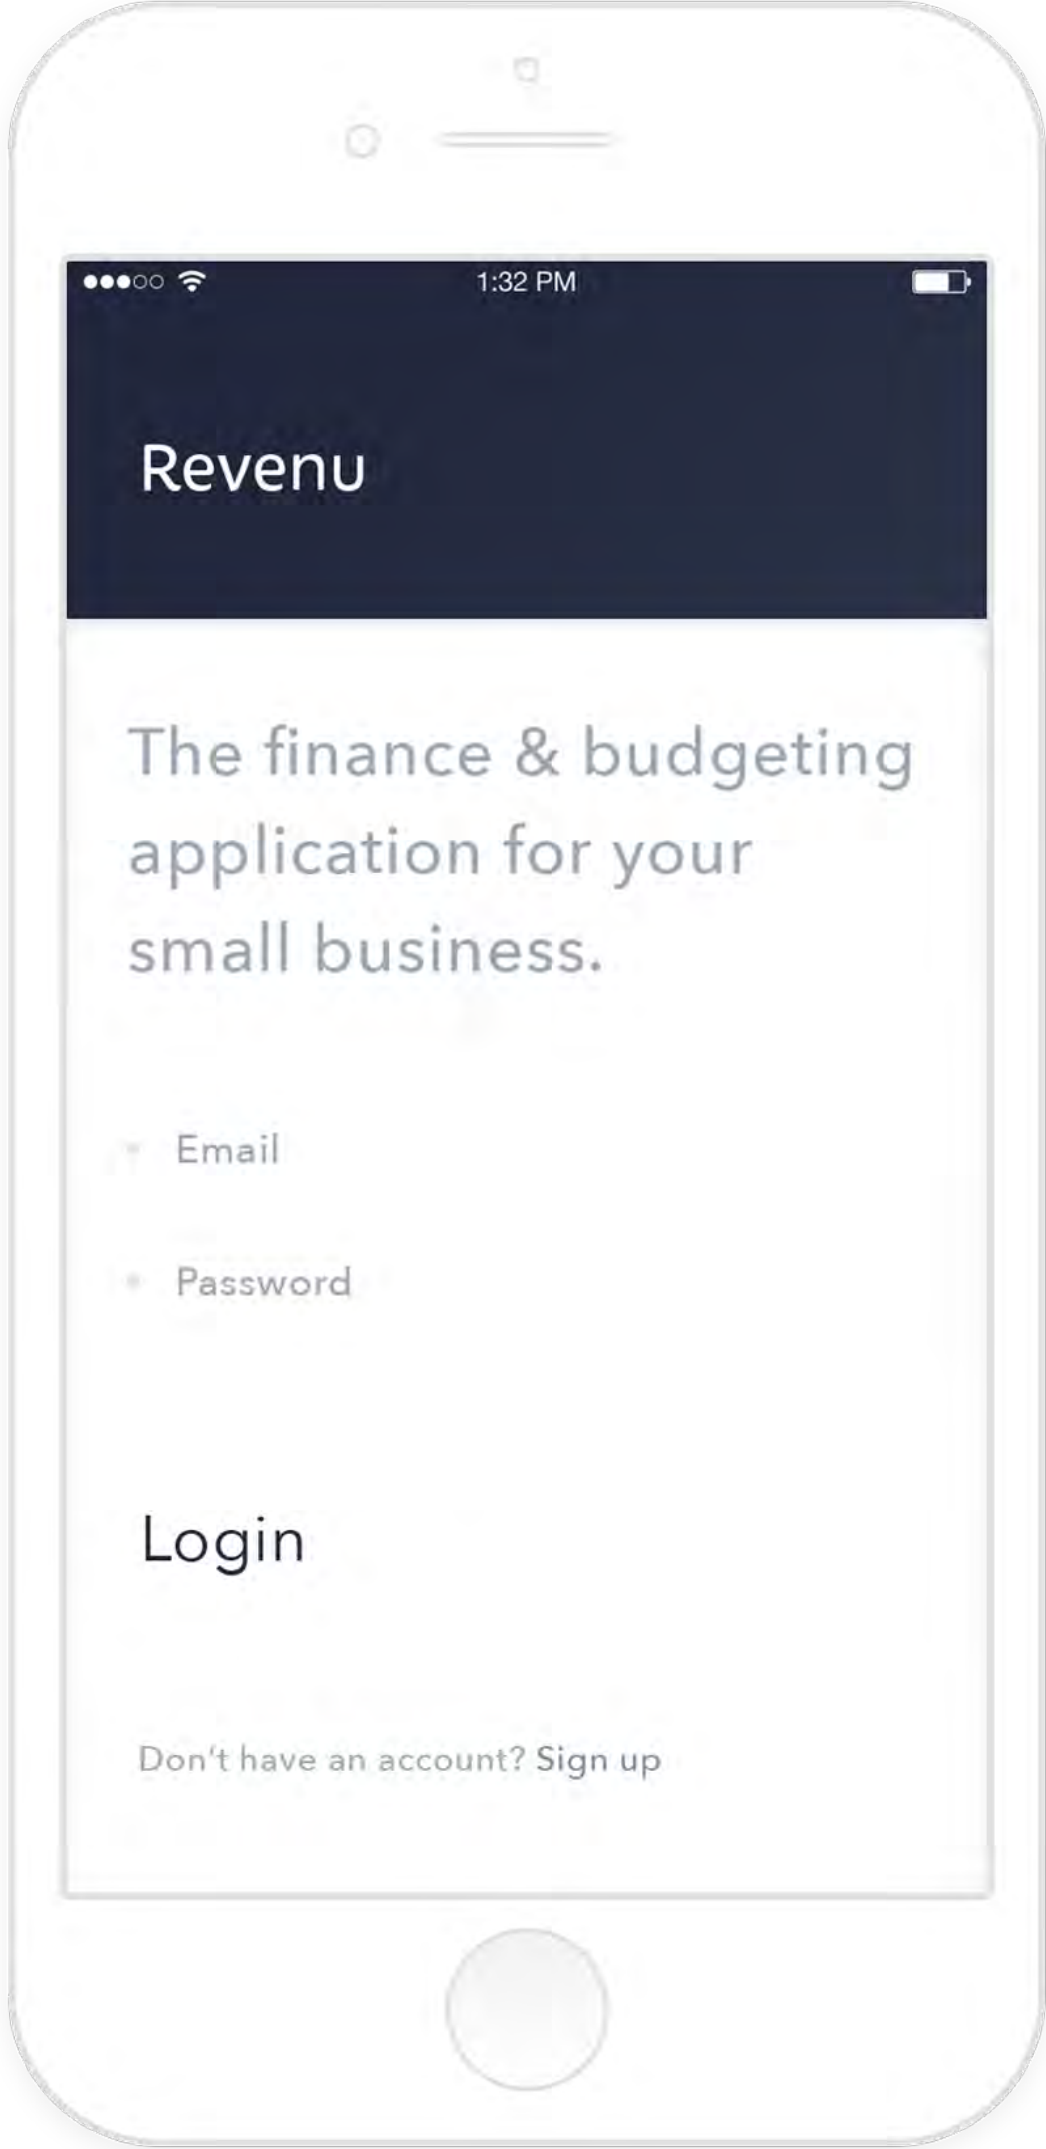 1:32 PM
Revenu
The finance & budgeting
application for your
small business.
Email
Password
Login
Don't have an account? Sign up